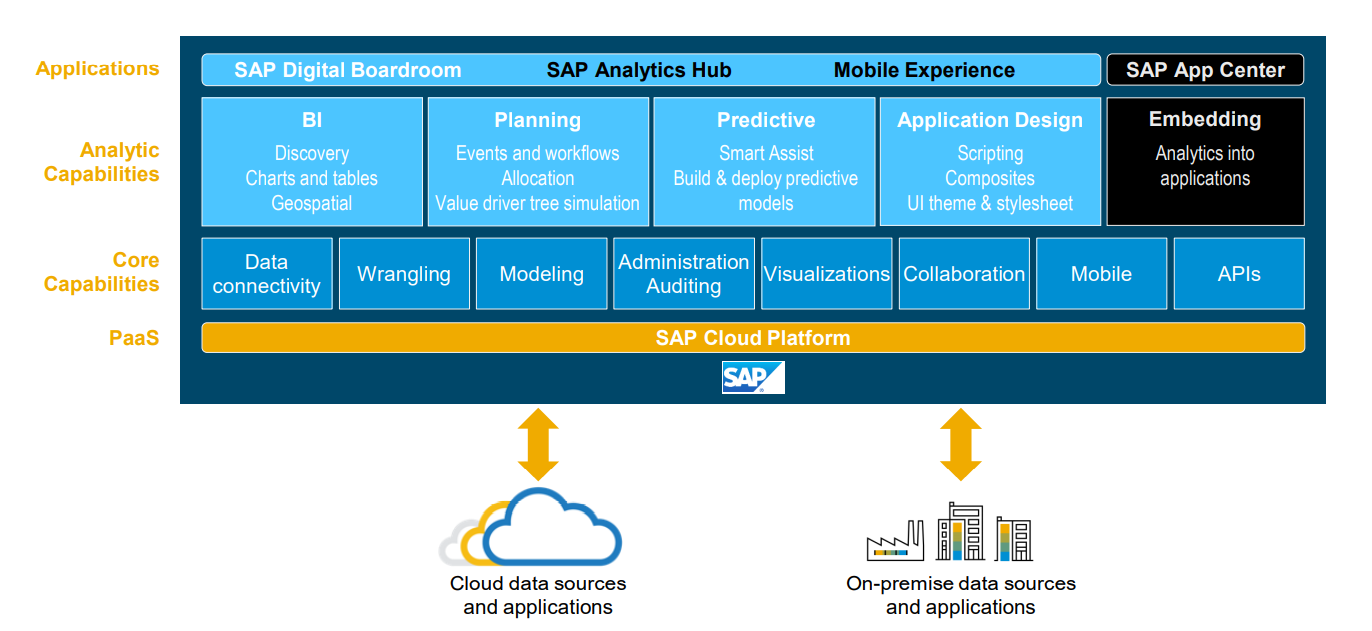 Applications
SAP Digital Boardroom
SAP Analytics Hub
Mobile Experience
SAP App Center
Analytic
Capabilities
BI
Discovery
Charts and tables
Geospatial
Planning
Events and workflows
Allocation
Value driver tree simulation
Predictive
Smart Assist
Build & deploy predictive
models
Application Design
Scripting
Composites
UI theme & stylesheet
Embedding
Analytics into
applications
Core
Capabilities
Data
connectivity
Wrangling
Modeling
Administration
Auditing
Visualizations
Collaboration
Mobile
APIs
PaaS
SAP Cloud Platform
SAP®
Cloud data sources
and applications
On-premise data sources
and applications